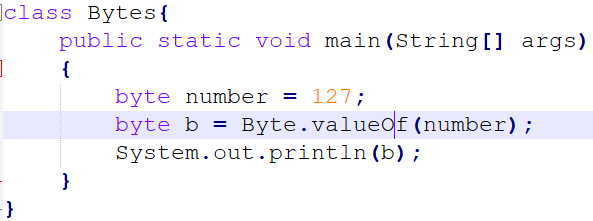 class Bytes{
public static void main(String[] args)
{
byte number = 127;
byte b = Byte.valueOf(number);
System.out.println(b);
}
}